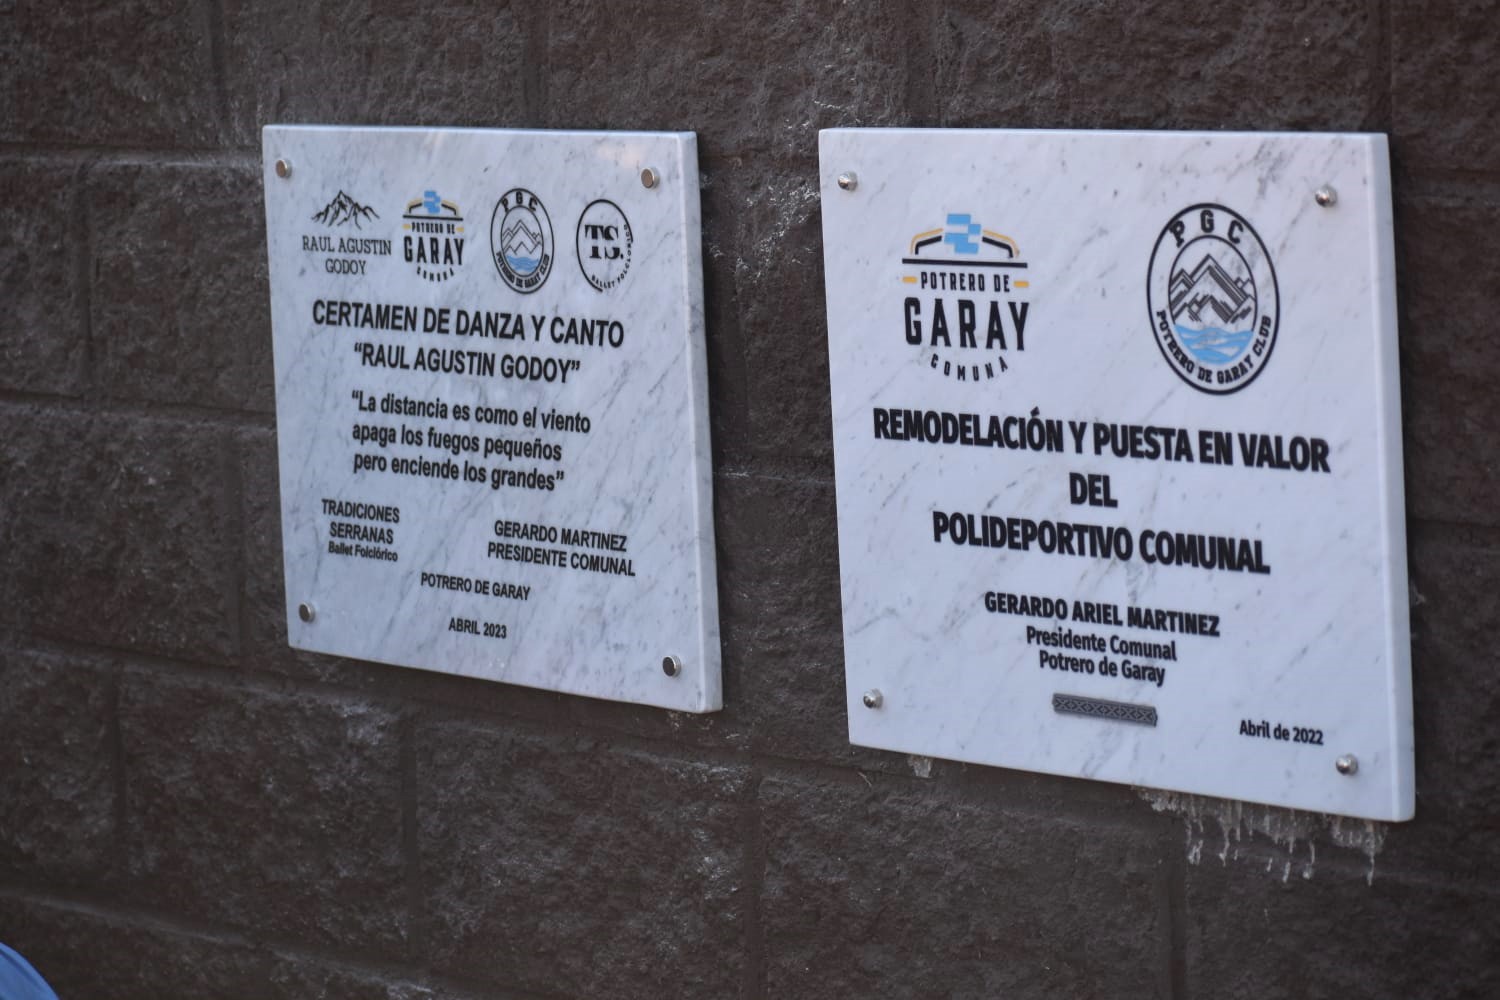 RAUL AGUSTIN
GODOY
POTRERO DE
GARAY
COMUNA
PGC
POTRERO DE GARAY CLUB
TS.
BALLET FOLCLORICO
CERTAMEN DE DANZA Y CANTO
“RAUL AGUSTIN GODOY”
“La distancia es como el viento
apaga los fuegos pequeños
pero enciende los grandes”
TRADICIONES
SERRANAS
Ballet Folclórico
GERARDO MARTINEZ
PRESIDENTE COMUNAL
POTRERO DE GARAY
ABRIL 2023
POTRERO DE
GARAY
COMUNA
PGC
POTRERO DE GARAY CLUB
REMODELACIÓN Y PUESTA EN VALOR
DEL
POLIDEPORTIVO COMUNAL
GERARDO ARIEL MARTINEZ
Presidente Comunal
Potrero de Garay
Abril de 2022